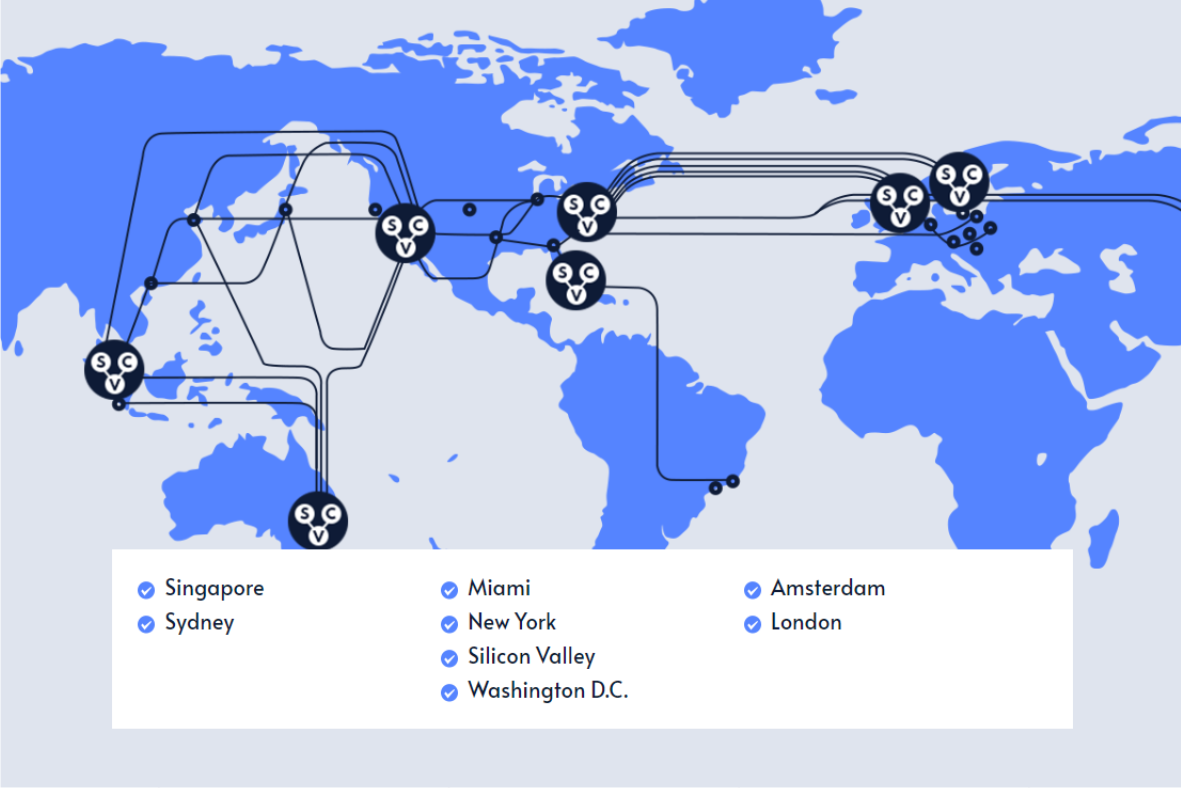 S C
V
S C
V
S C
V
S C
V
S C
V
S C
V
S C
V
Singapore
Sydney
Miami
New York
Silicon Valley
Washington D.C.
Amsterdam
London